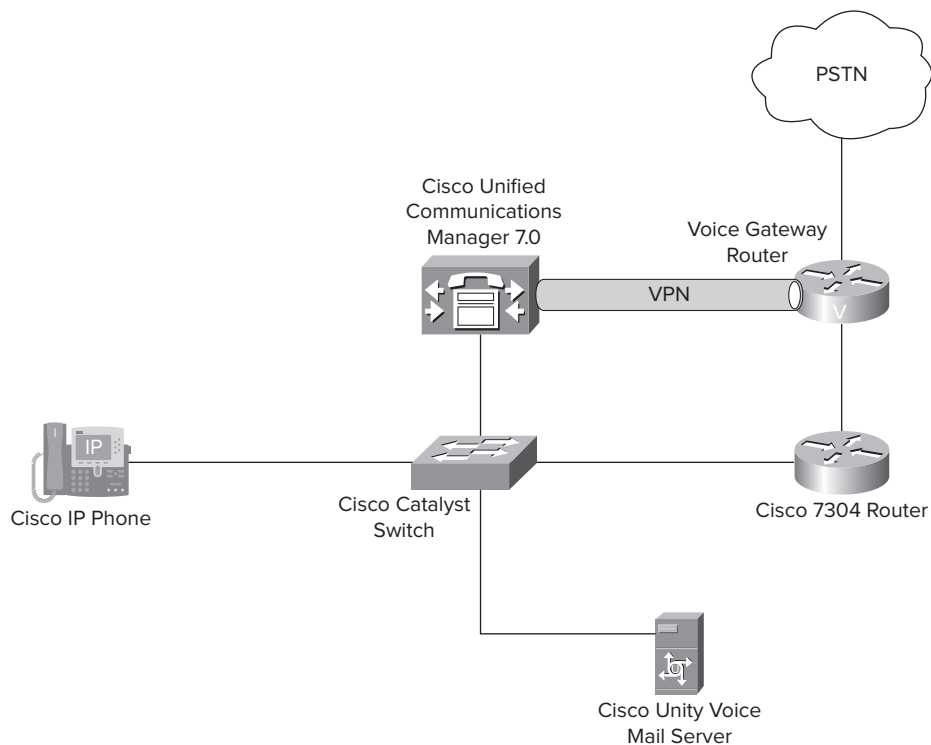 PSTN
Cisco Unified
Communications
Manager 7.0
Voice Gateway
Router
VPN
V
IP
Cisco IP Phone
Cisco Catalyst
Switch
Cisco 7304 Router
U
Cisco Unity Voice
Mail Server